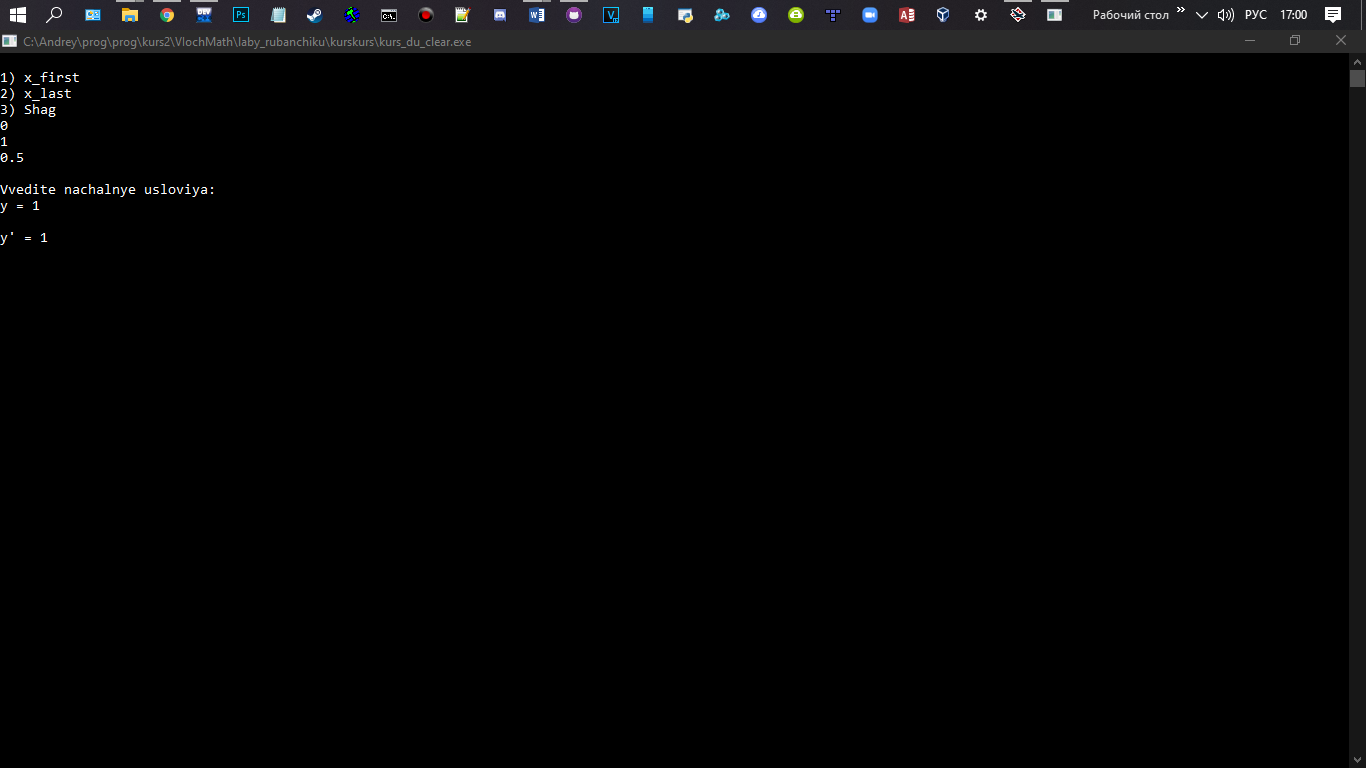 Рабочий стол
РУС
17:00
C:\Andrey\prog\prog\kurs2\VlochMath\laby_rubanchiku\kurskurs\kurs_du_clear.exe
1) x_first
2) x_last
3) Shag
0
1
0.5
Vvedite nachalnye usloviya:
y = 1
y' = 1